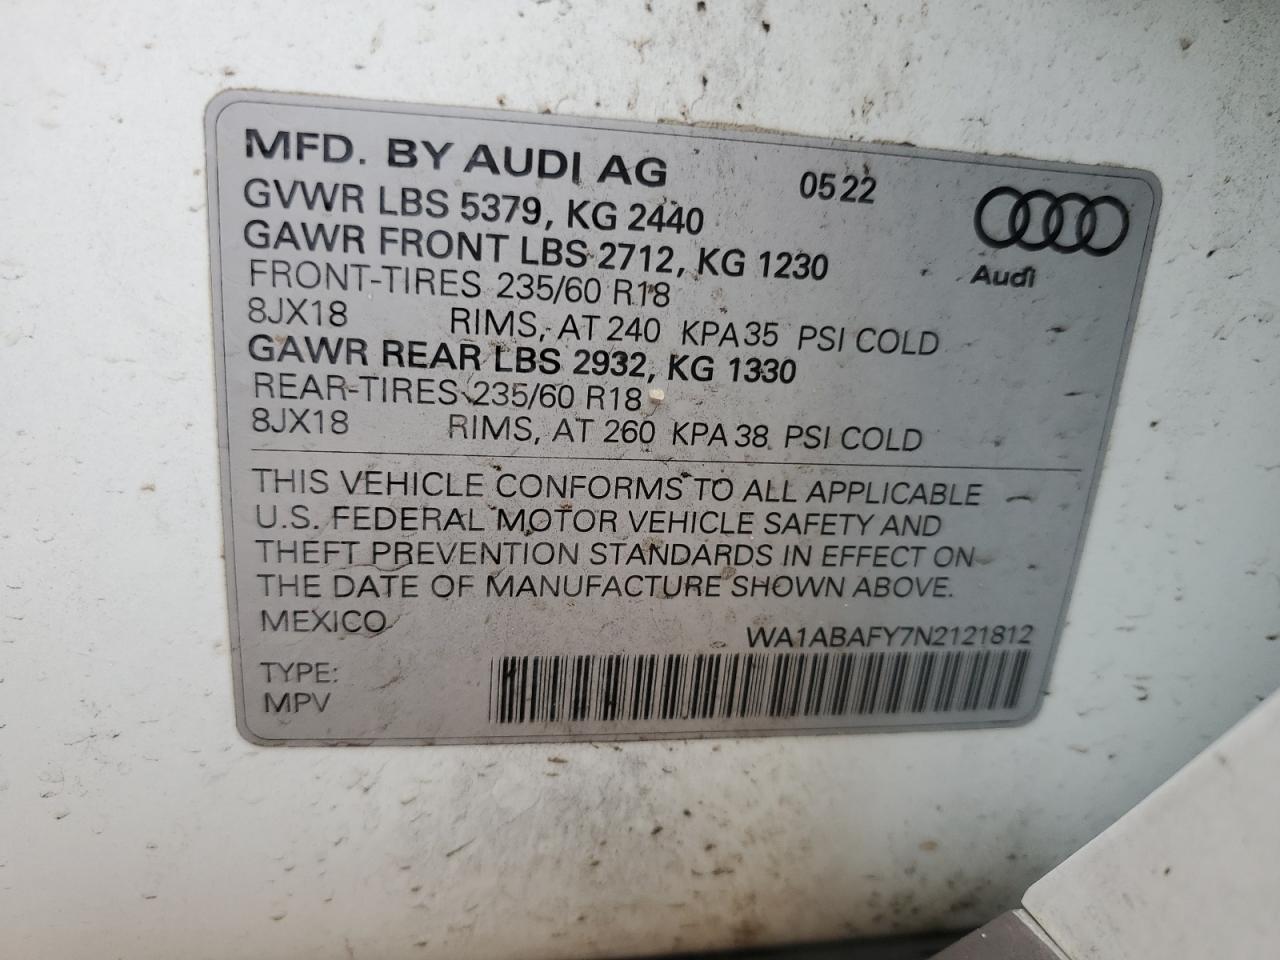 MFD. BY AUDI AG 0522
GVWR LBS 5379, KG 2440
GAWR FRONT LBS 2712, KG 1230
Audi
FRONT-TIRES 235/60 R18
8JX18 RIMS, AT 240 KPA 35 PSI COLD
GAWR REAR LBS 2932, KG 1330
REAR-TIRES 235/60 R18
8JX18 RIMS, AT 260 KPA 38 PSI COLD
THIS VEHICLE CONFORMS TO ALL APPLICABLE
U.S. FEDERAL MOTOR VEHICLE SAFETY AND
THEFT PREVENTION STANDARDS IN EFFECT ON
THE DATE OF MANUFACTURE SHOWN ABOVE.
MEXICO WA1ABAFY7N2121812
TYPE:
MPV